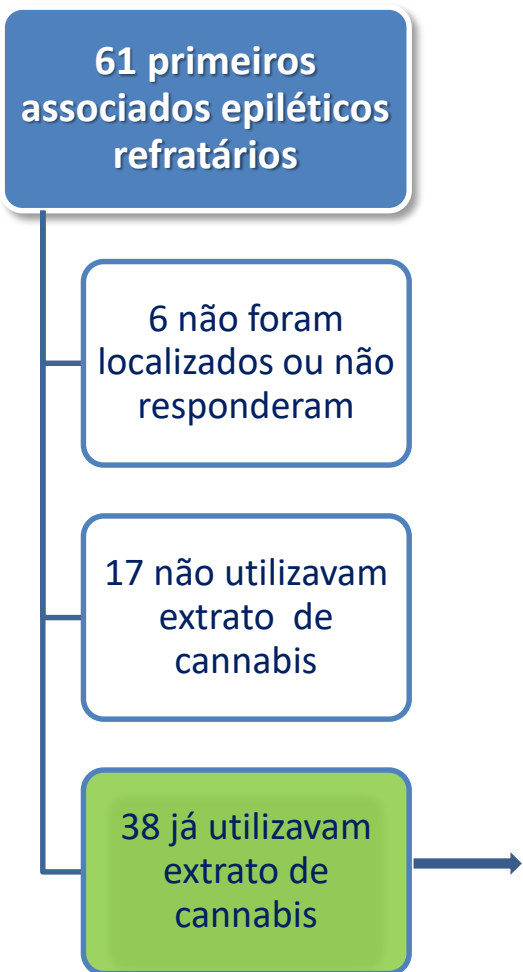 61 primeiros
associados epiléticos
refratários
6 não foram
localizados ou não
responderam
17 não utilizavam
extrato de
cannabis
38 já utilizavam
extrato de
cannabis